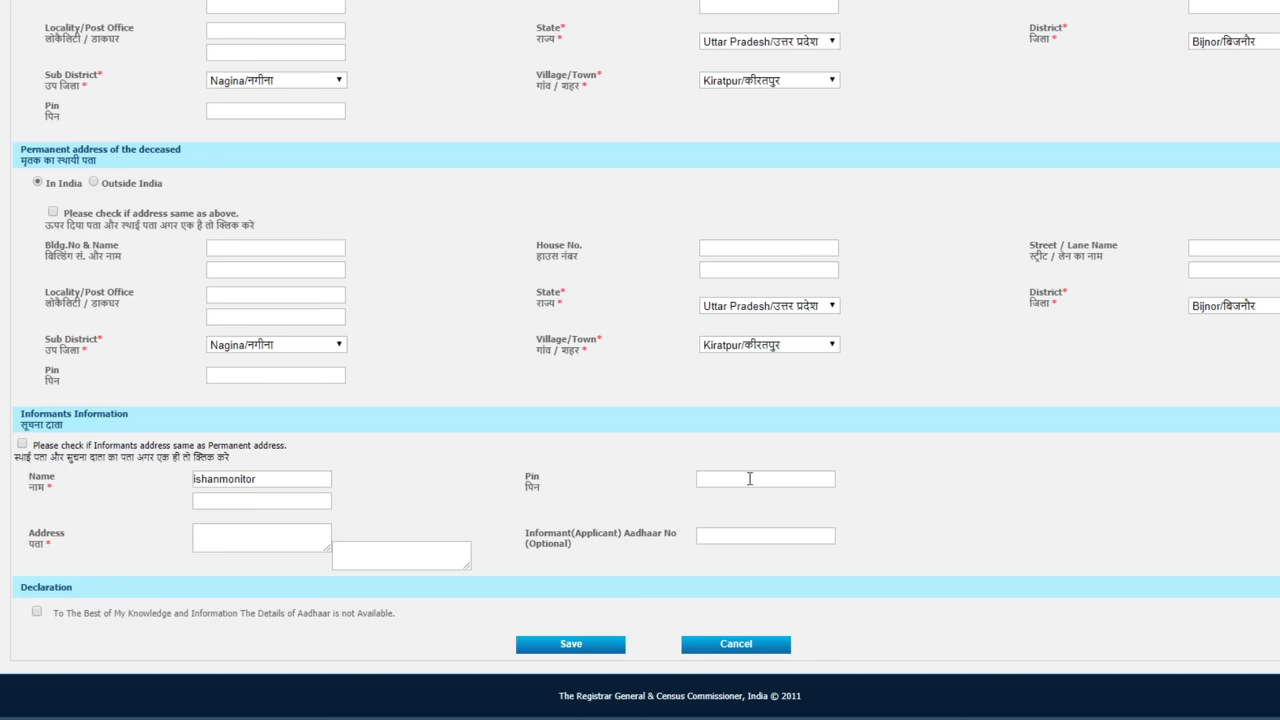 Locality/Post Office State* District*
लोकैलिटी / डाकघर राज्य * Uttar Pradesh/उत्तर प्रदेश जिला * Bijnor/बिजनौर
Sub District* Village/Town*
उप जिला * Nagina/नगीना गांव / शहर * Kiratpur/कीरतपुर
Pin
पिन
Permanent address of the deceased
मृतक का स्थायी पता
In India Outside India
Please check if address same as above.
ऊपर दिया पता और स्थाई पता अगर एक है तो क्लिक करे
Bldg.No & Name House No. Street / Lane Name
बिल्डिंग सं. और नाम हाउस नंबर स्ट्रीट / लेन का नाम
Locality/Post Office State* District*
लोकैलिटी / डाकघर राज्य * Uttar Pradesh/उत्तर प्रदेश जिला * Bijnor/बिजनौर
Sub District* Village/Town*
उप जिला * Nagina/नगीना गांव / शहर * Kiratpur/कीरतपुर
Pin
पिन
Informants Information
सूचना दाता
Please check if Informants address same as Permanent address.
स्थाई पता और सुचना दाता का पता अगर एक ही तो क्लिक करे
Name ishanmonitor Pin
नाम * पिन
Address Informant(Applicant) Aadhaar No
पता * (Optional)
Declaration
To The Best of My Knowledge and Information The Details of Aadhaar is not Available.
Save Cancel
The Registrar General & Census Commissioner, India © 2011